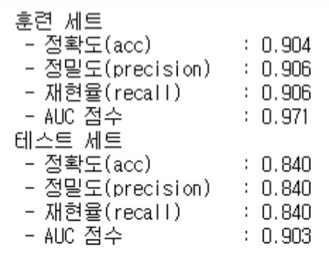 훈련 세트
- 정확도(acc) : 0.904
- 정밀도(precision) : 0.906
- 재현율(recall) : 0.906
- AUC 점수 : 0.971
테스트 세트
- 정확도(acc) : 0.840
- 정밀도(precision) : 0.840
- 재현율(recall) : 0.840
- AUC 점수 : 0.903